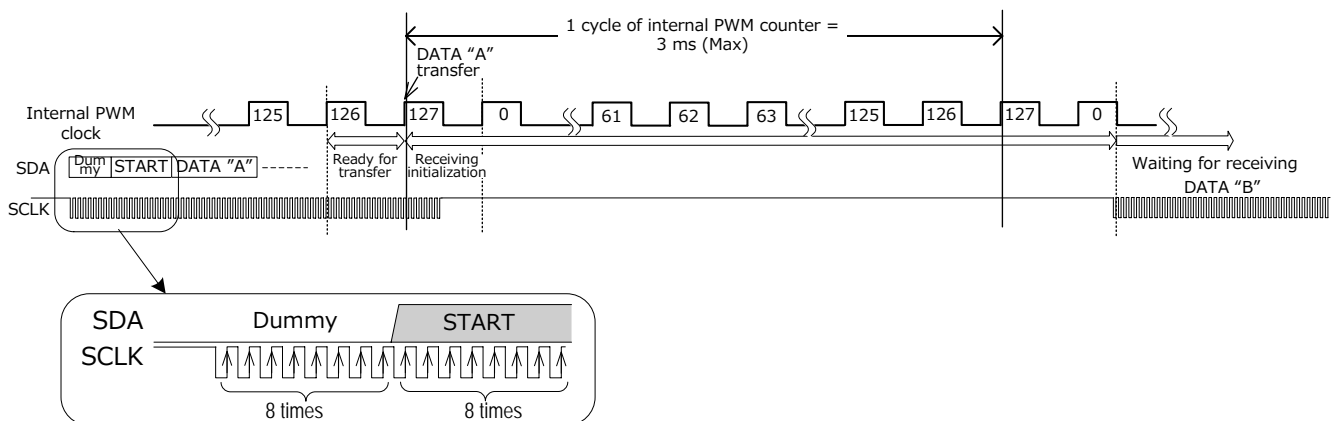 1 cycle of internal PWM counter =
3 ms (Max)
DATA “A”
transfer
Internal PWM
clock
125 126 127 0 61 62 63 125 126 127 0
Ready for
transfer
Receiving
initialization
Waiting for receiving
DATA “B”
SDA
Dum
my
START
DATA “A”
SCLK
SDA
Dummy
START
SCLK
8 times
8 times